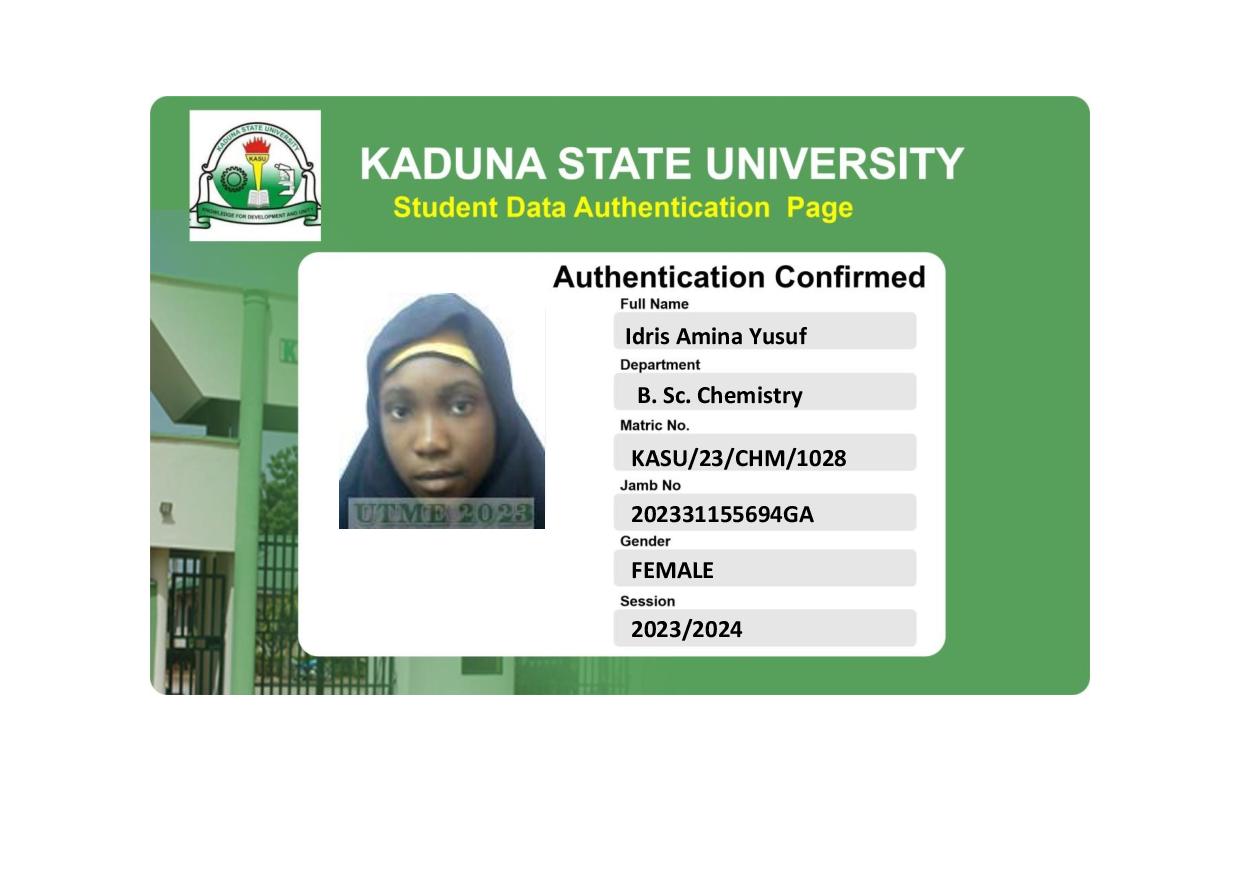 KADUNA STATE UNIVERSITY
KASU
KNOWLEDGE FOR DEVELOPMENT AND UNITY
KADUNA STATE UNIVERSITY
Student Data Authentication Page
Authentication Confirmed
Full Name
Idris Amina Yusuf
Department
B. Sc. Chemistry
Matric No.
KASU/23/CHM/1028
Jamb No
202331155694GA
Gender
FEMALE
Session
2023/2024
UTME 2023
K